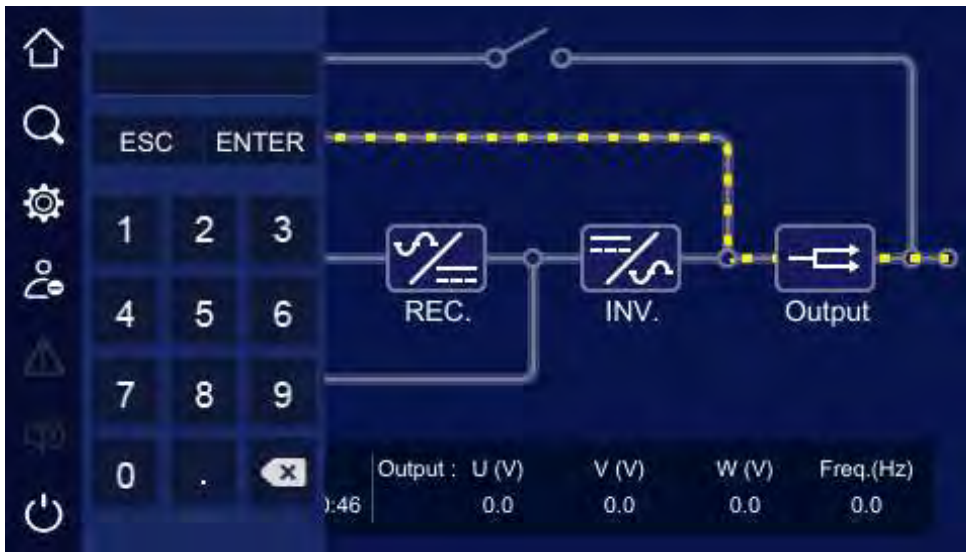 ESC ENTER
1 2 3
4 5 6
7 8 9
0 .
REC. INV. Output
Output : U (V) V (V) W (V) Freq.(Hz)
:46 0.0 0.0 0.0 0.0